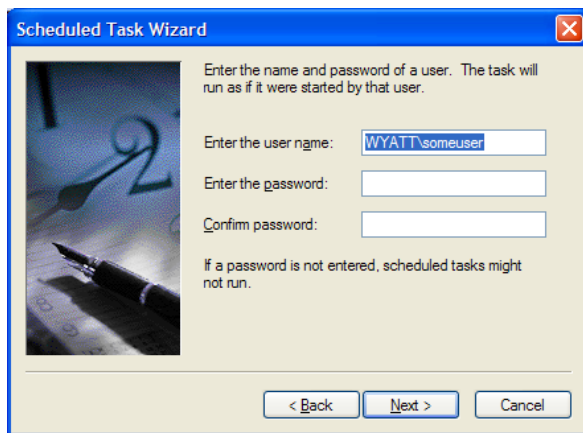 Scheduled Task Wizard
Enter the name and password of a user. The task will
run as if it were started by that user.
Enter the user name: WYATT\someuser
Enter the password:
Confirm password:
If a password is not entered, scheduled tasks might
not run.
< Back Next > Cancel